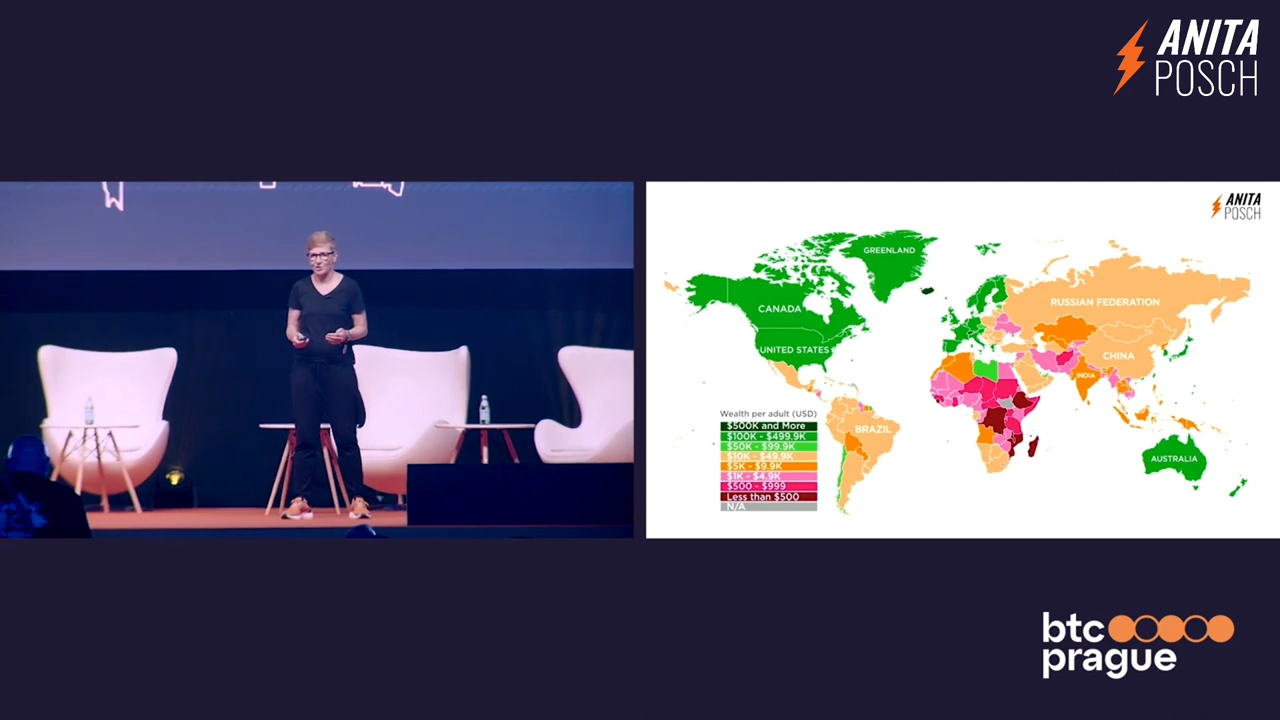 ANITA
POSCH
ANITA
POSCH
GREENLAND
CANADA
RUSSIAN FEDERATION
UNITED STATES
CHINA
INDIA
Wealth per adult (USD)
$500K and More
$100K - $499.9K
$50K - $99.9K
$10K - $49.9K
$5K - $9.9K
$1K - $4.9K
$500 - $999
Less than $500
N/A
BRAZIL
AUSTRALIA
btc
prague